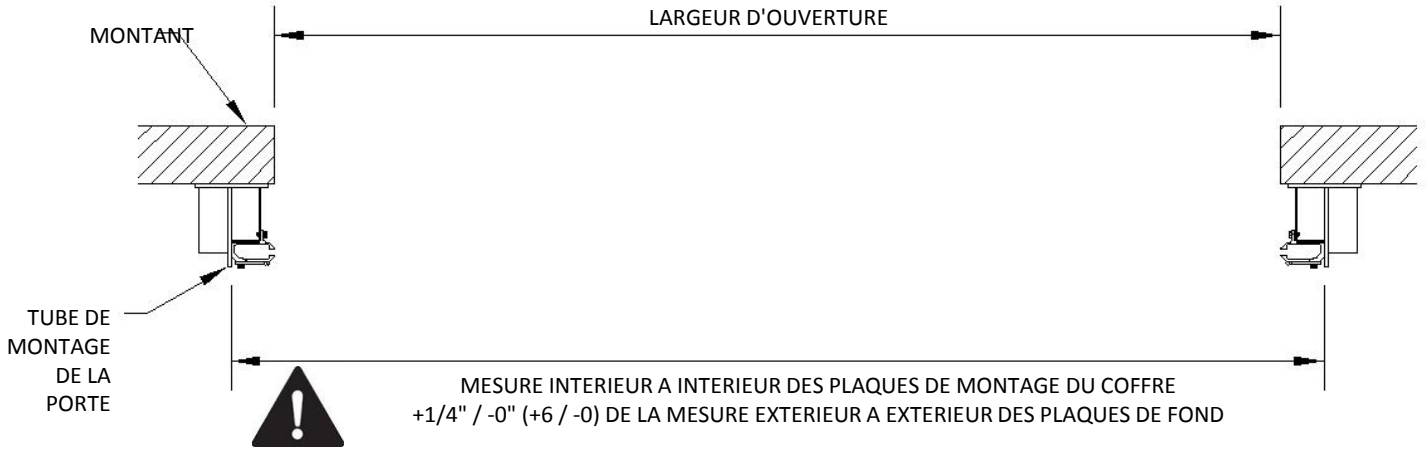 LARGEUR D'OUVERTURE
MONTANT
TUBE DE
MONTAGE
DE LA
PORTE
MESURE INTERIEUR A INTERIEUR DES PLAQUES DE MONTAGE DU COFFRE
+1/4" / -0" (+6 / -0) DE LA MESURE EXTERIEUR A EXTERIEUR DES PLAQUES DE FOND